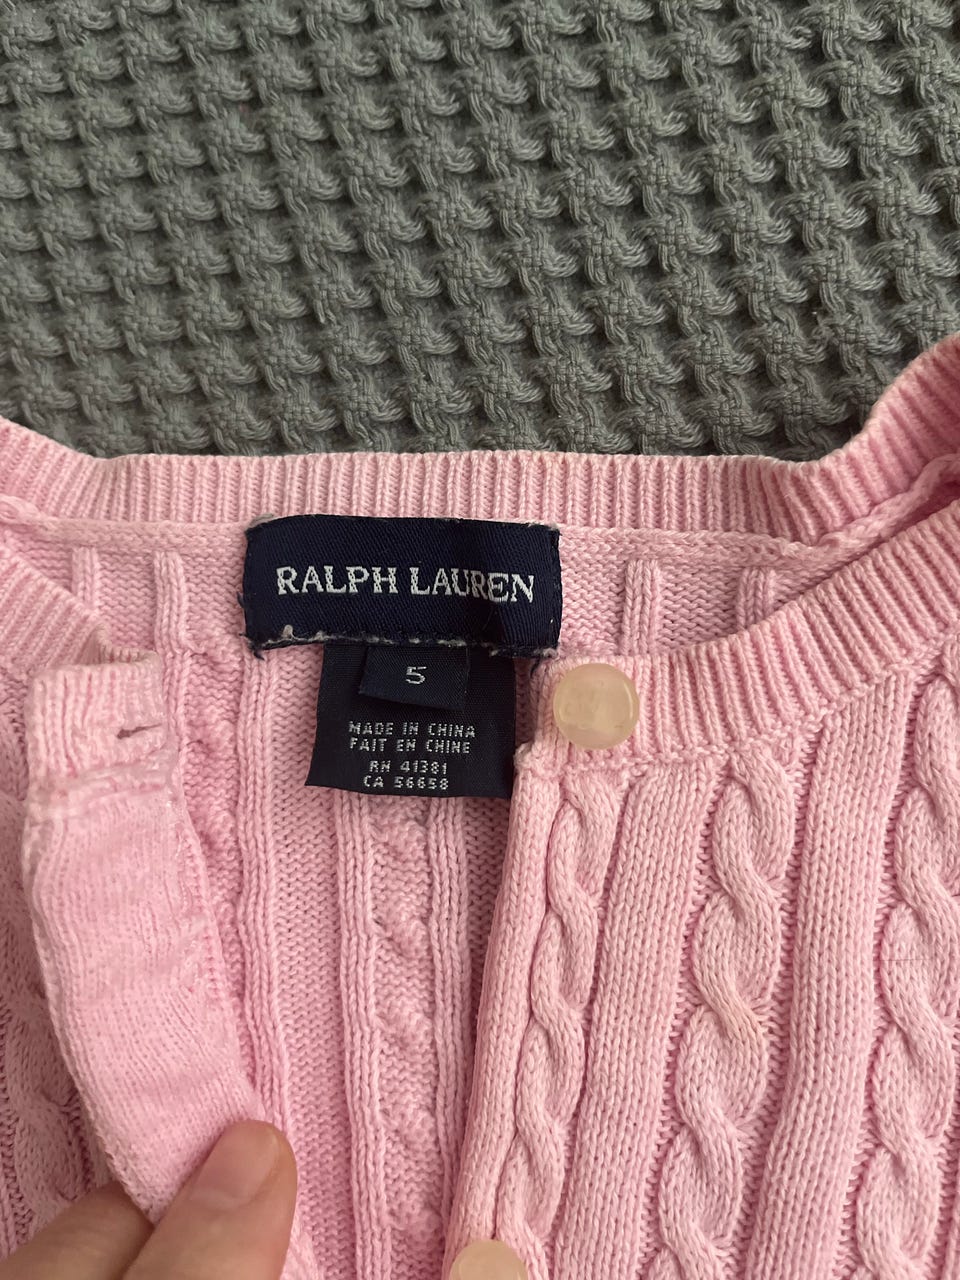 RALPH LAUREN
5
MADE IN CHINA
FAIT EN CHINE
RN 41381
CA 56658